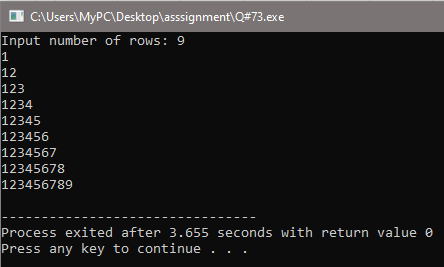 C:\Users\MyPC\Desktop\asssignment\Q#73.exe
Input number of rows: 9
1
12
123
1234
12345
123456
1234567
12345678
123456789
--------------------------------
Process exited after 3.655 seconds with return value 0
Press any key to continue . . .